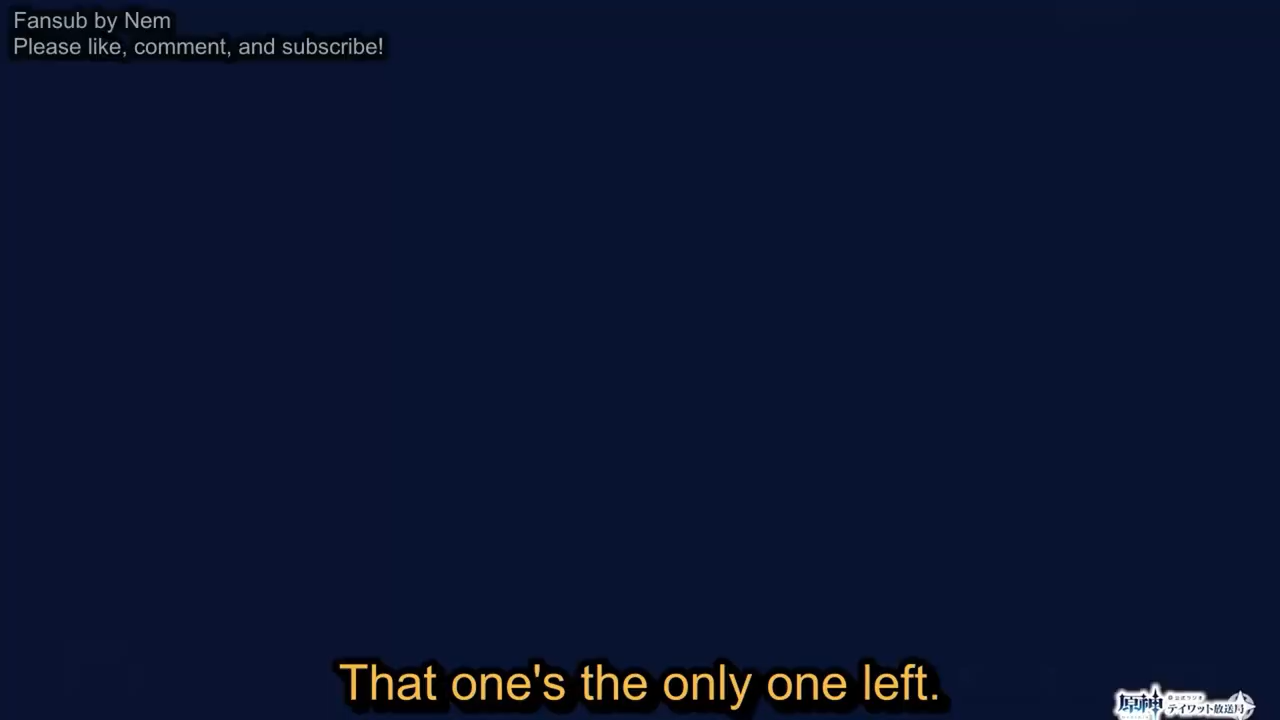 Fansub by Nem
Please like, comment, and subscribe!
That one's the only one left.
原神
テイワット放送局